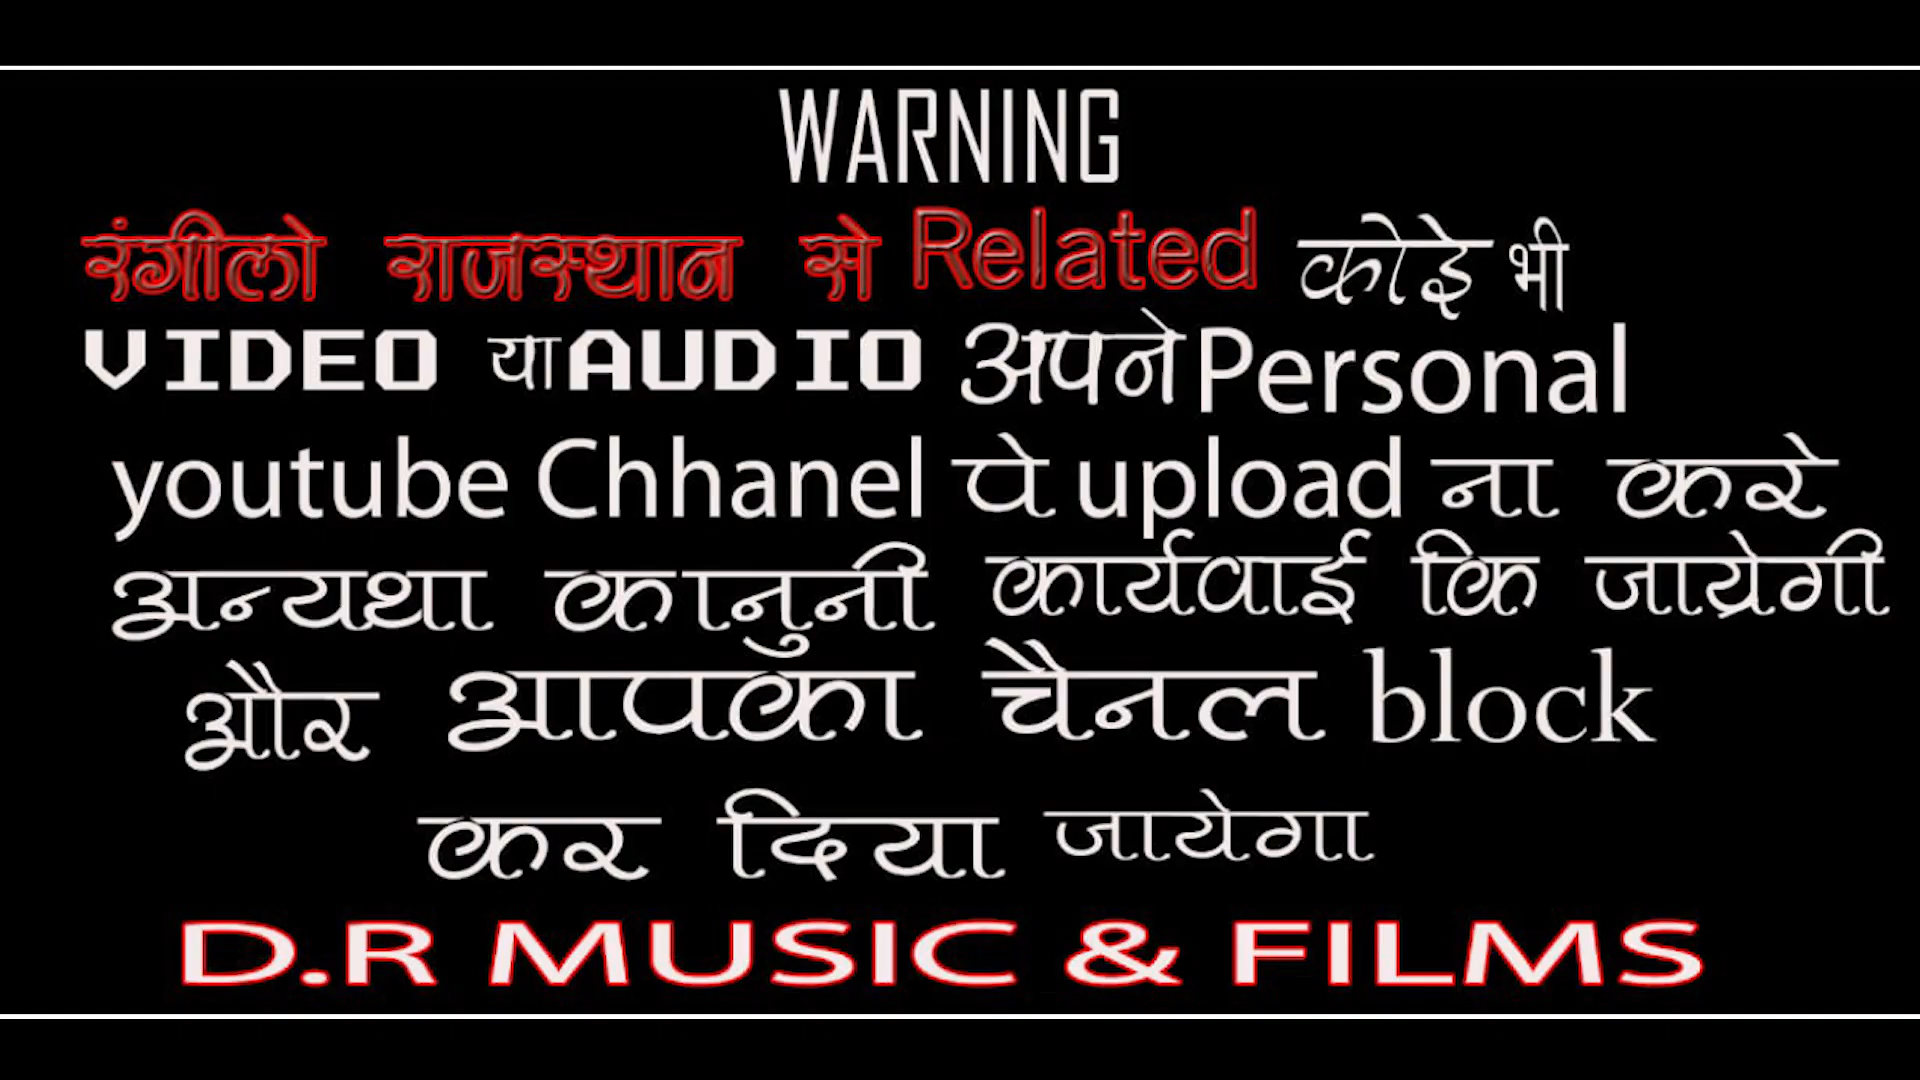 WARNING
रंगीलो राजस्थान से Related कोइे भी
VIDEO या AUDIO अपने Personal
youtube Chhanel पे upload ना करे
अन्यथा कानुनी कार्यवाई कि जायेगी
और आपका चैनल block
कर दिया जायेगा
D.R MUSIC & FILMS